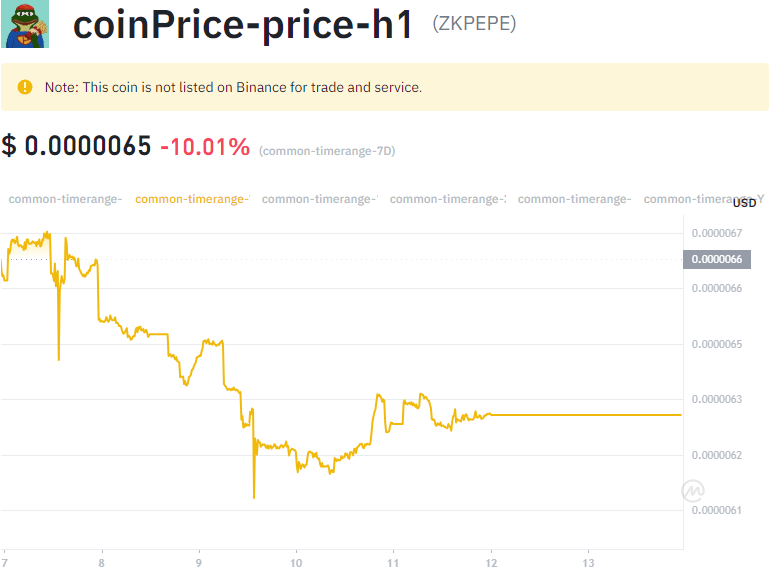 coinPrice-price-h1 (ZKPEPE)
Note: This coin is not listed on Binance for trade and service.
$ 0.0000065 -10.01% (common-timerange-7D)
common-timerange- common-timerange- common-timerange- common-timerange- common-timerange- common-timerange-Y
USD
0.0000067
0.0000066
0.0000066
0.0000065
0.0000063
0.0000062
0.0000061
7 8 9 10 11 12 13